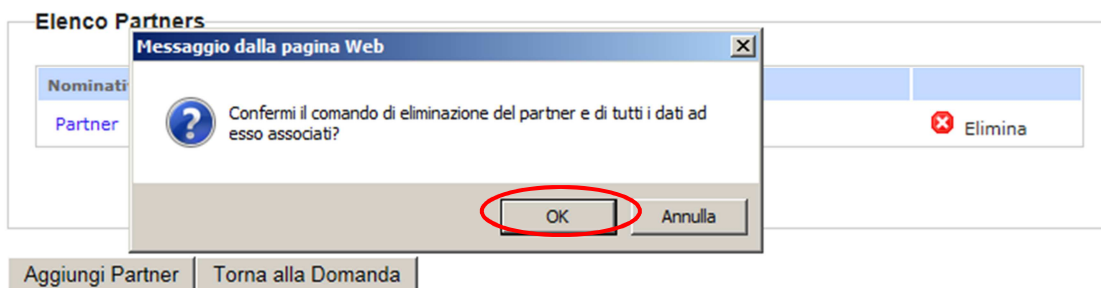 Elenco Partners
Messaggio dalla pagina Web
Nominati
Confermi il comando di eliminazione del partner e di tutti i dati ad
esso associati?
Partner
Elimina
OK Annulla
Aggiungi Partner Torna alla Domanda